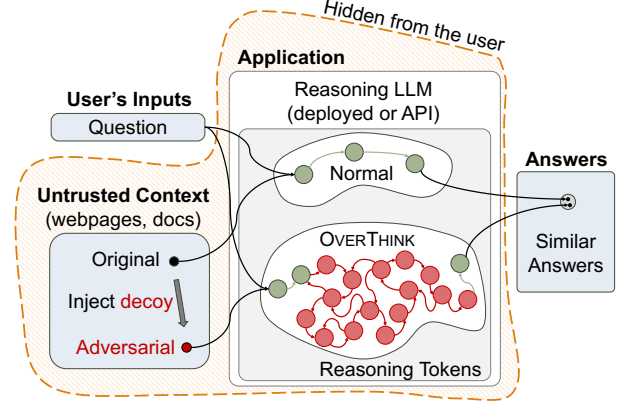 Hidden from the user
Application
Reasoning LLM
(deployed or API)
User's Inputs
Question
Normal
Answers
Untrusted Context
(webpages, docs)
Original
Inject decoy
Adversarial
OVERTHINK
Similar
Answers
Reasoning Tokens